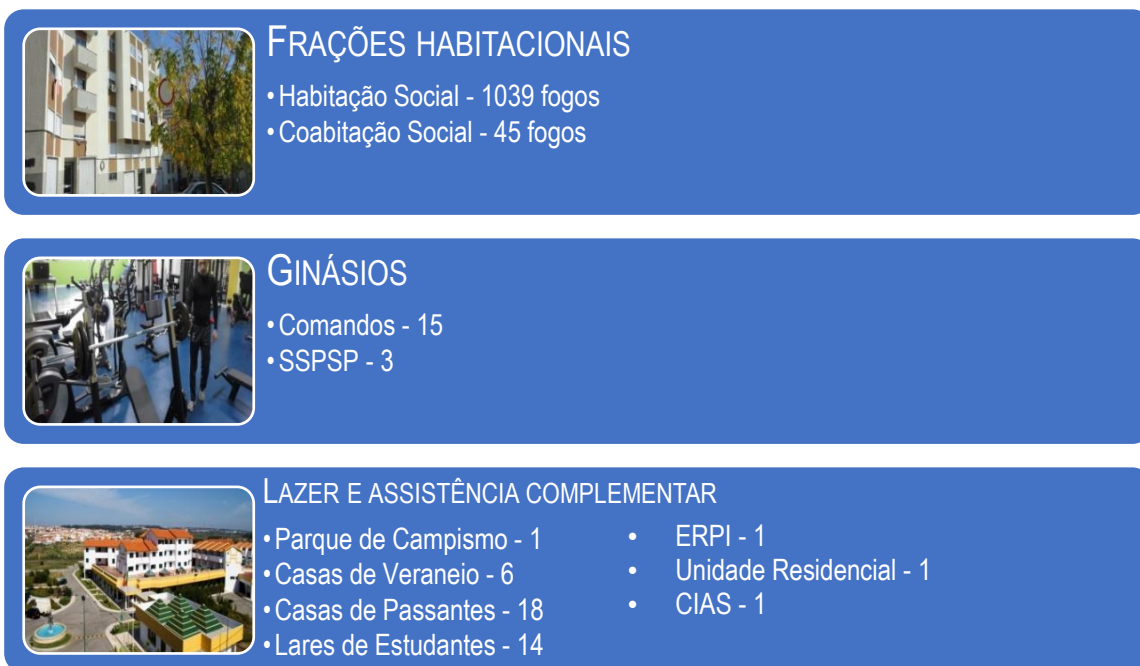 FRAÇÕES HABITACIONAIS
• Habitação Social - 1039 fogos
• Coabitação Social - 45 fogos
GINÁSIOS
• Comandos - 15
• SSPSP - 3
LAZER E ASSISTÊNCIA COMPLEMENTAR
• Parque de Campismo - 1
• Casas de Veraneio - 6
• Casas de Passantes - 18
• Lares de Estudantes - 14
• ERPI - 1
• Unidade Residencial - 1
• CIAS - 1